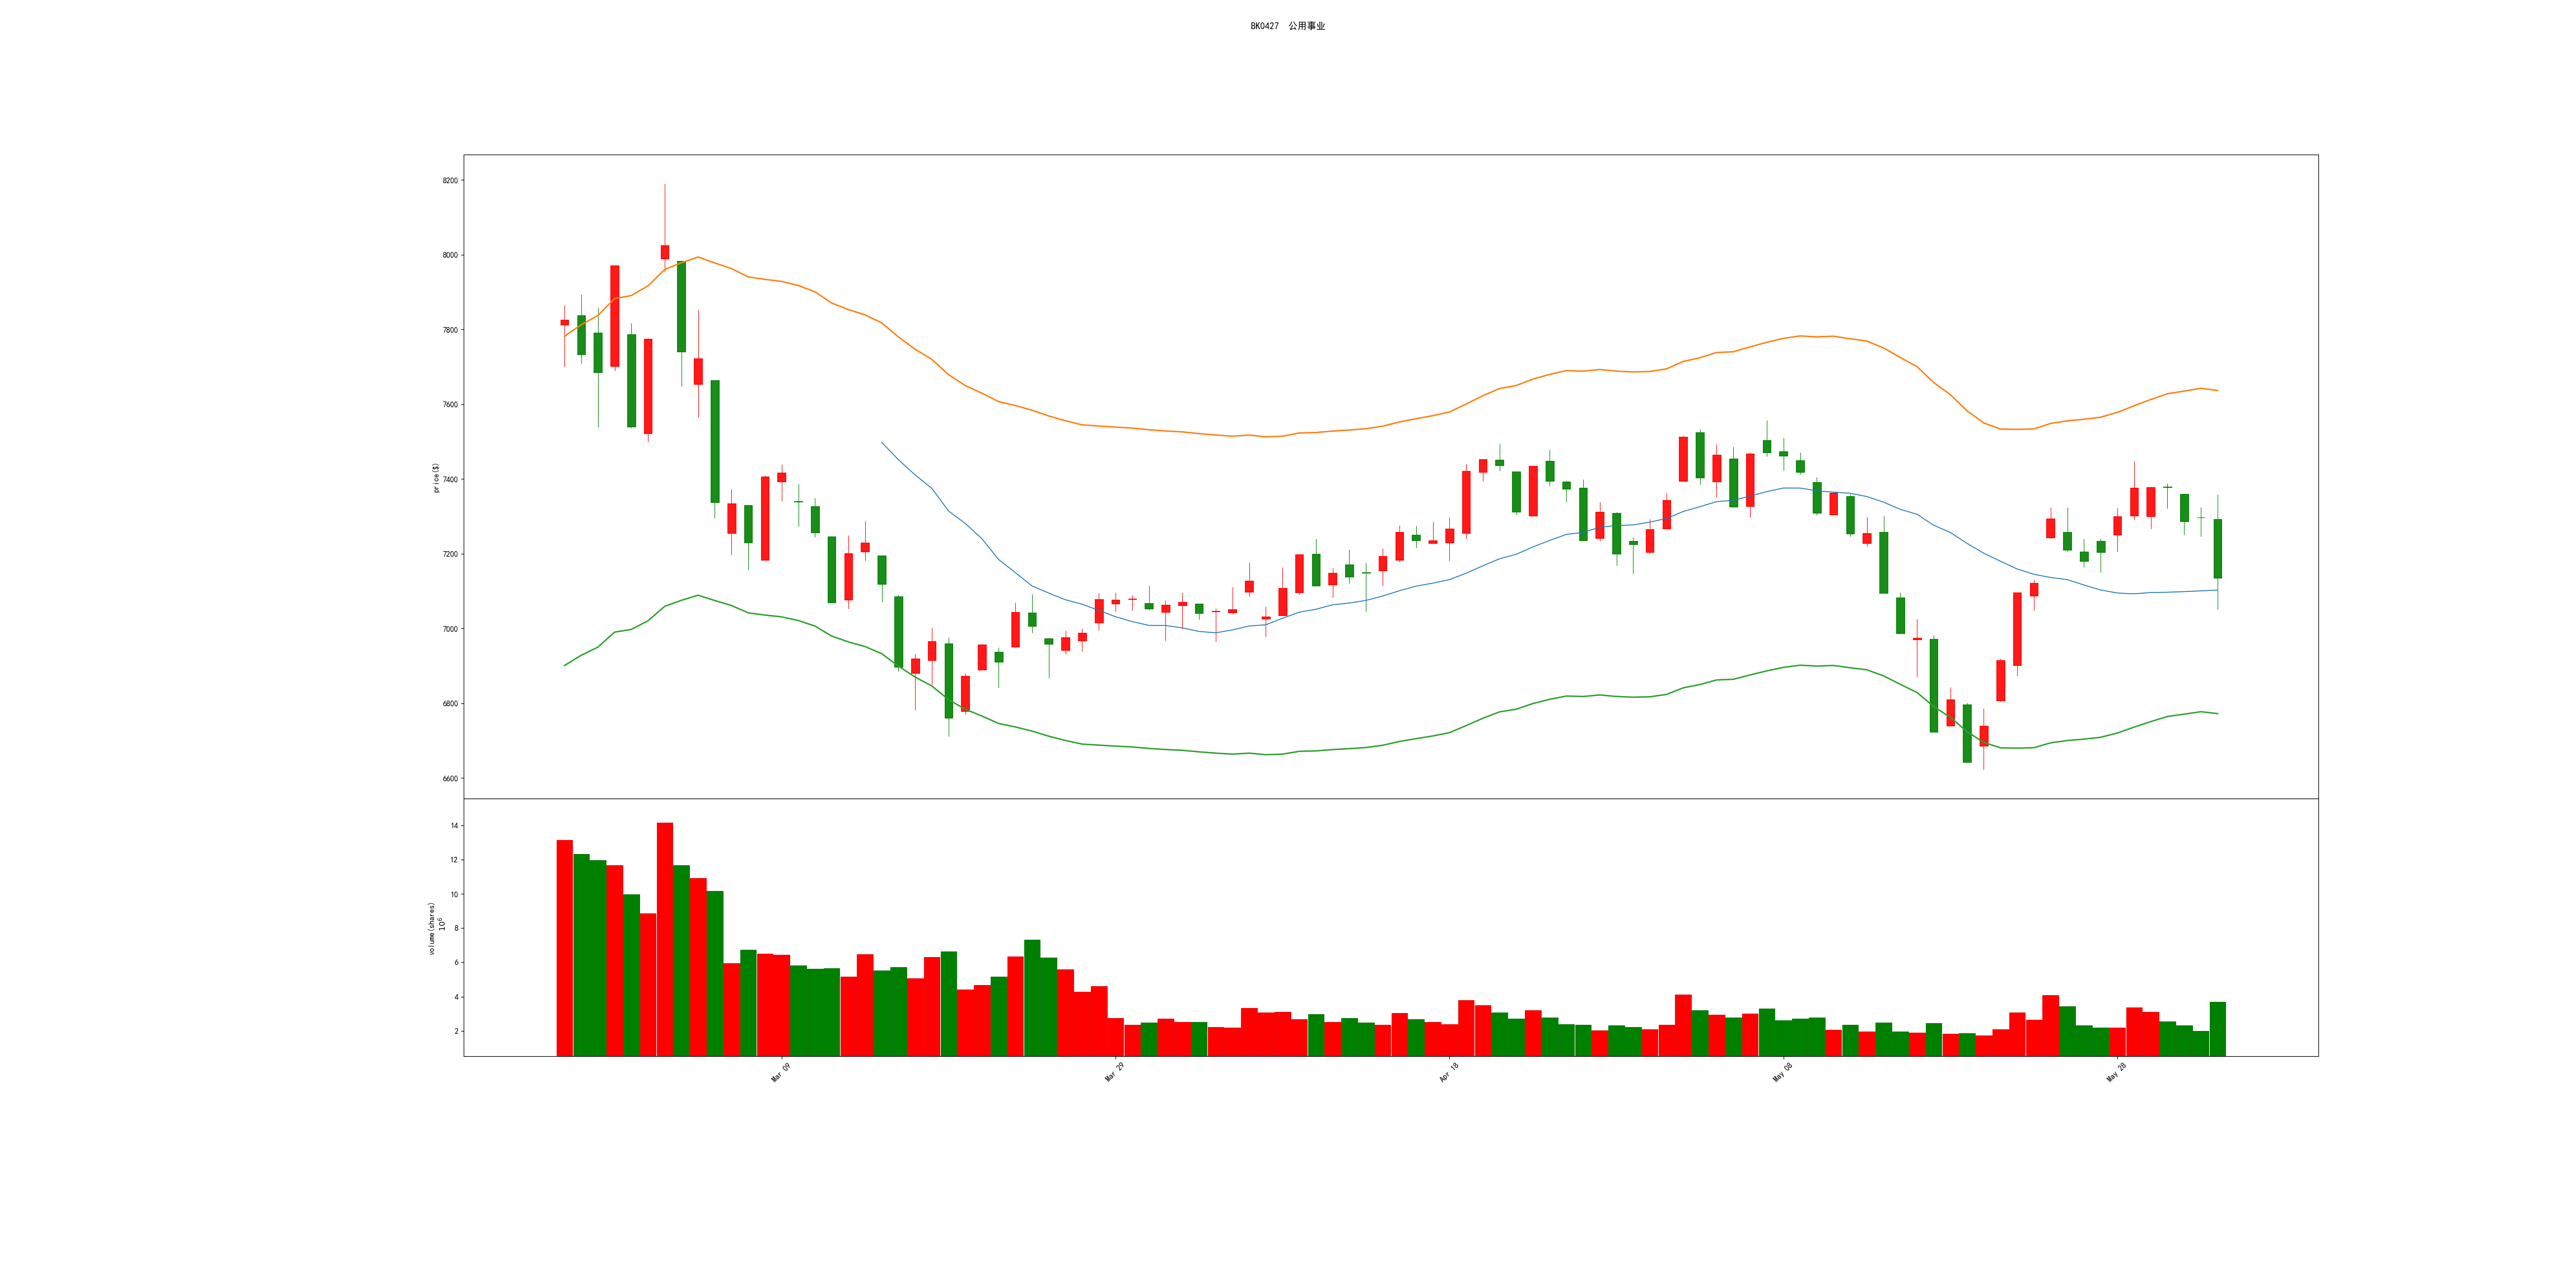 BK0427 公用事业
price($)
8200
8000
7800
7600
7400
7200
7000
6800
6600
volume(shares)
10^6
14
12
10
8
6
4
2
Mar 09
Mar 29
Apr 18
May 08
May 28